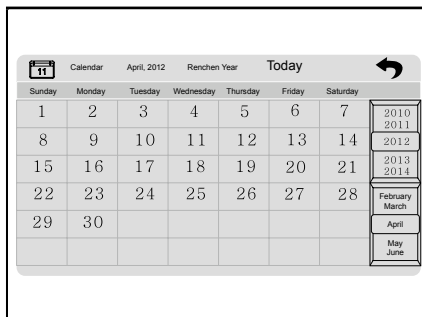 11 Calendar April, 2012 Renchen Year Today
Sunday Monday Tuesday Wednesday Thursday Friday Saturday
1 2 3 4 5 6 7
8 9 10 11 12 13 14
15 16 17 18 19 20 21
22 23 24 25 26 27 28
29 30
2010
2011
2012
2013
2014
February
March
April
May
June